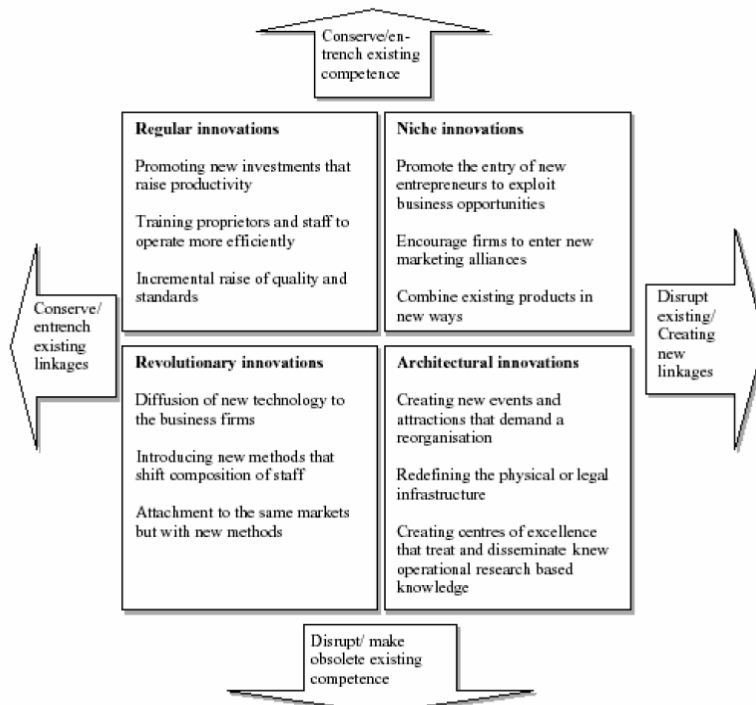 Conserve/en-
trench existing
competence
Regular innovations
Promoting new investments that
raise productivity
Training proprietors and staff to
operate more efficiently
Incremental raise of quality and
standards
Niche innovations
Promote the entry of new
entrepreneurs to exploit
business opportunities
Encourage firms to enter new
marketing alliances
Combine existing products in
new ways
Conserve/
entrench
existing
linkages
Disrupt
existing/
Creating
new
linkages
Revolutionary innovations
Diffusion of new technology to
the business firms
Introducing new methods that
shift composition of staff
Attachment to the same markets
but with new methods
Architectural innovations
Creating new events and
attractions that demand a
reorganisation
Redefining the physical or legal
infrastructure
Creating centres of excellence
that treat and disseminate knew
operational research based
knowledge
Disrupt/ make
obsolete existing
competence